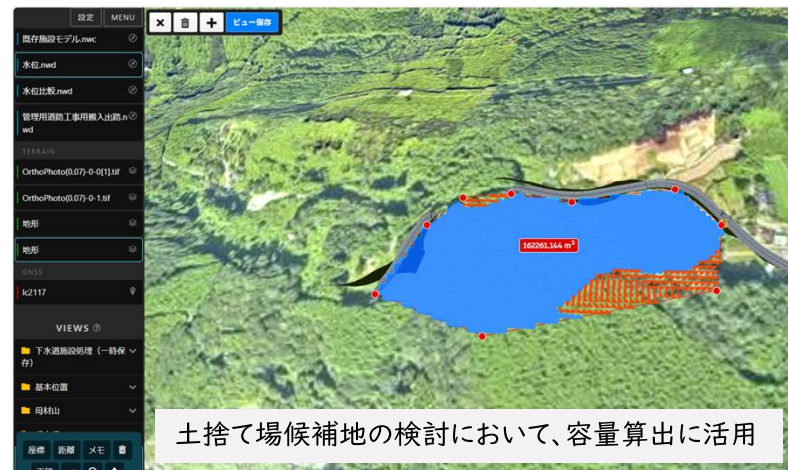 設定 MENU
既存施設モデル.nwc
水位.nwd
水位比較.nwd
管理用道路工事用搬入出路.n
wd
TERRAIN
OrthoPhoto(0.07)-0-0[1].tif
OrthoPhoto(0.07)-0-1.tif
地形
地形
GNSS
lc2117
VIEWS
下水道施設処理（一時保
存）
基本位置
母材山
座標 距離 メモ
ビュー保存
162261.144 m³
土捨て場候補地の検討において、容量算出に活用